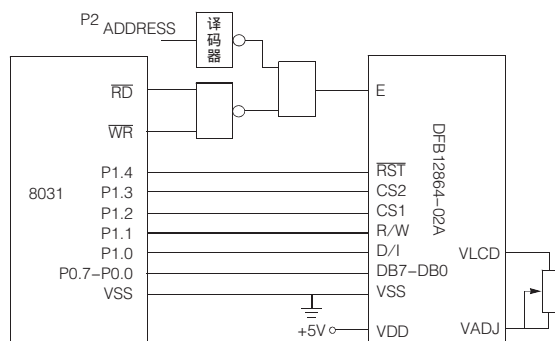 P2 ADDRESS
译码器
RD
WR
8031
P1.4
P1.3
P1.2
P1.1
P1.0
P0.7-P0.0
VSS
+5V
E
RST
CS2
CS1
R/W
D/I
DB7-DB0
VSS
VDD
DFB12864-02A
VLCD
VADJ